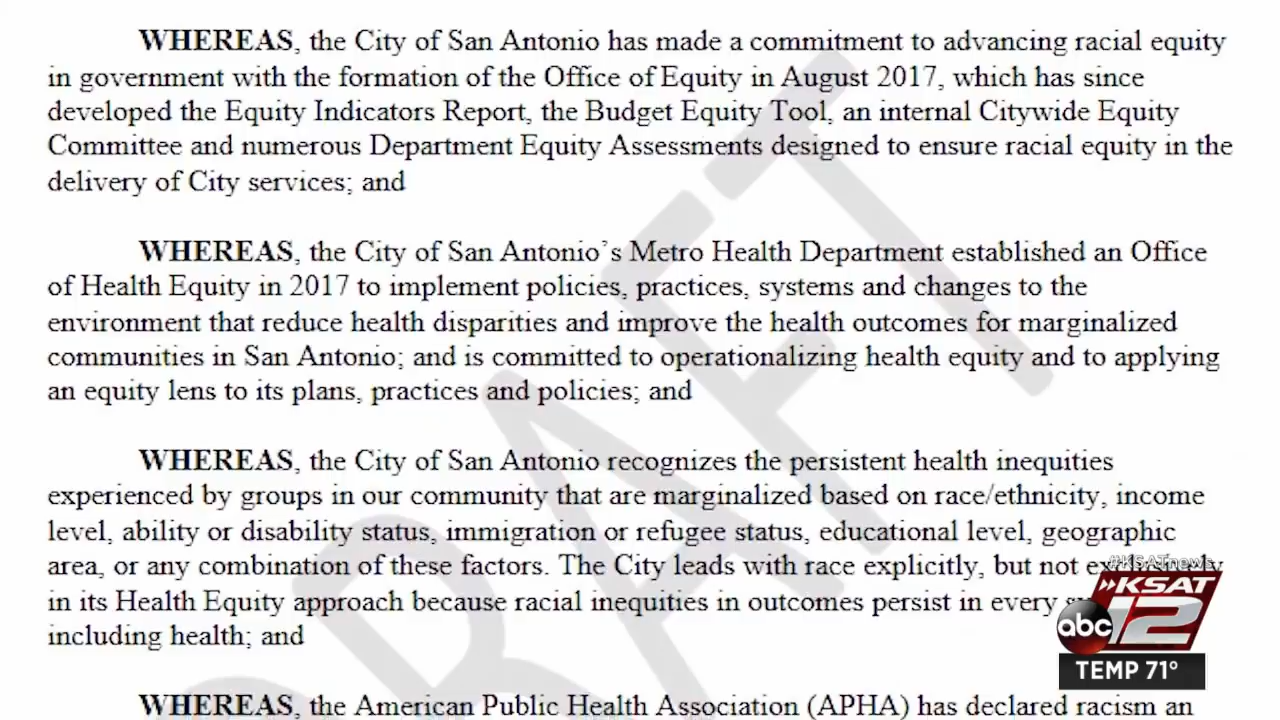 WHEREAS, the City of San Antonio has made a commitment to advancing racial equity
in government with the formation of the Office of Equity in August 2017, which has since
developed the Equity Indicators Report, the Budget Equity Tool, an internal Citywide Equity
Committee and numerous Department Equity Assessments designed to ensure racial equity in the
delivery of City services; and
WHEREAS, the City of San Antonio's Metro Health Department established an Office
of Health Equity in 2017 to implement policies, practices, systems and changes to the
environment that reduce health disparities and improve the health outcomes for marginalized
communities in San Antonio; and is committed to operationalizing health equity and to applying
an equity lens to its plans, practices and policies; and
WHEREAS, the City of San Antonio recognizes the persistent health inequities
experienced by groups in our community that are marginalized based on race/ethnicity, income
level, ability or disability status, immigration or refugee status, educational level, geographic
area, or any combination of these factors. The City leads with race explicitly, but not
in its Health Equity approach because racial inequities in outcomes persist in every
including health; and
WHEREAS, the American Public Health Association (APHA) has declared racism an
DRAFT
#KSATnews
KSAT
abc 12
TEMP 71°